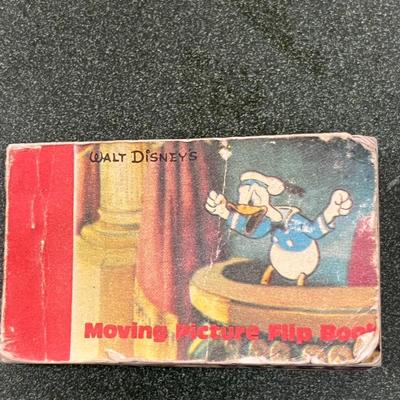 WALT DISNEY'S
Moving Picture Flip Book